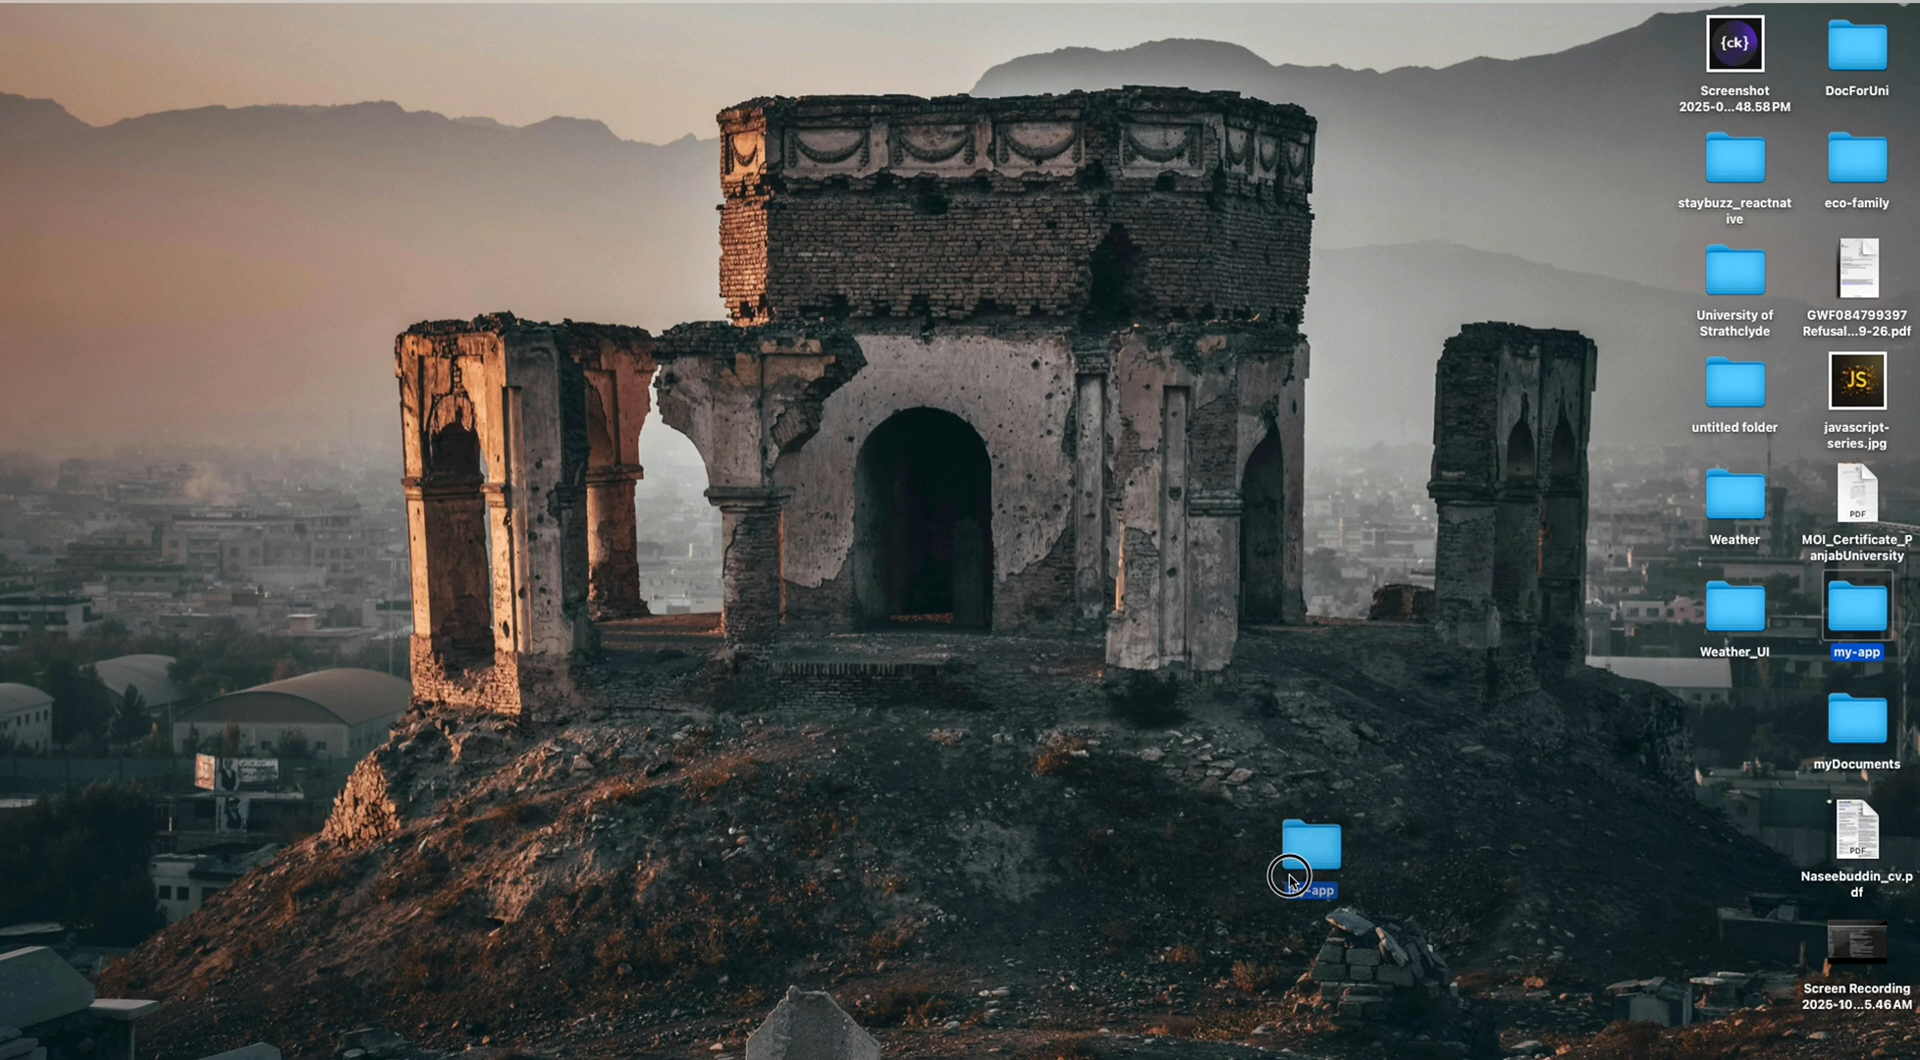 {ck}
Screenshot
2025-0...48.58 PM
DocForUni
staybuzz_reactnat
ive
eco-family
University of
Strathclyde
GWF084799397
Refusal...9-26.pdf
untitled folder
JS
javascript-
series.jpg
Weather
PDF
MOI_Certificate_P
anjabUniversity
Weather_UI
my-app
myDocuments
PDF
Naseebuddin_cv.p
df
-app
Screen Recording
2025-10...5.46 AM